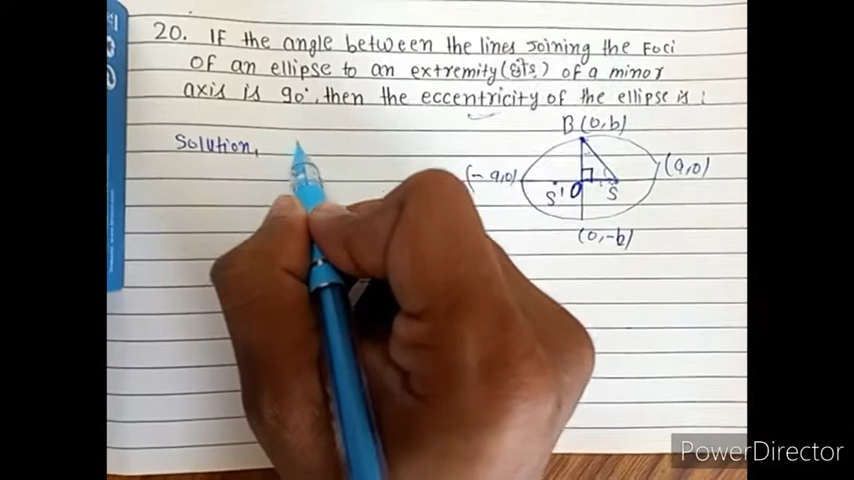 20. If the angle between the lines Joining the Foci
Of an ellipse to an extremity ( ) of a minor
axis is 90°, then the eccentricity of the ellipse is :
Solution,
B (0,b)
(-a,0)
(a,0)
S'
O
S
(0,-b)
PowerDirector